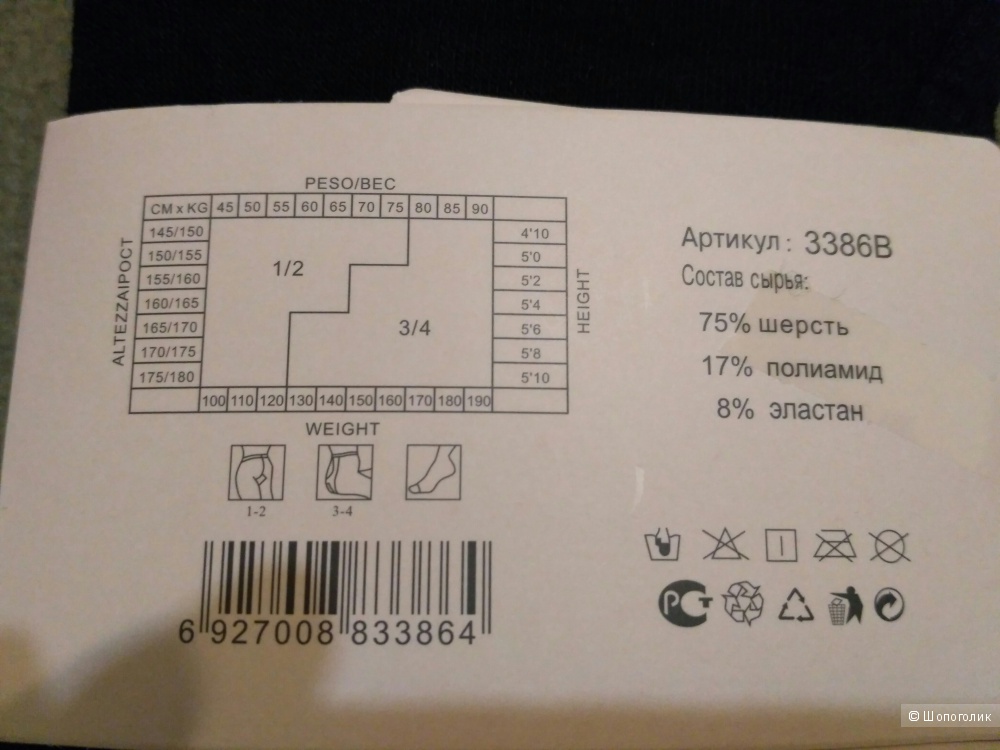 PESO/ВЕС
CM x KG 45 50 55 60 65 70 75 80 85 90
ALTEZZAIPOCT
145/150 4'10
150/155 5'0
155/160 5'2
160/165 5'4
165/170 5'6
170/175 5'8
175/180 5'10
1/2
3/4
HEIGHT
100 110 120 130 140 150 160 170 180 190
WEIGHT
1-2 3-4
6 927008 833864
Артикул: 3386B
Состав сырья:
75% шерсть
17% полиамид
8% эластан
РСТ
© Шопоголик